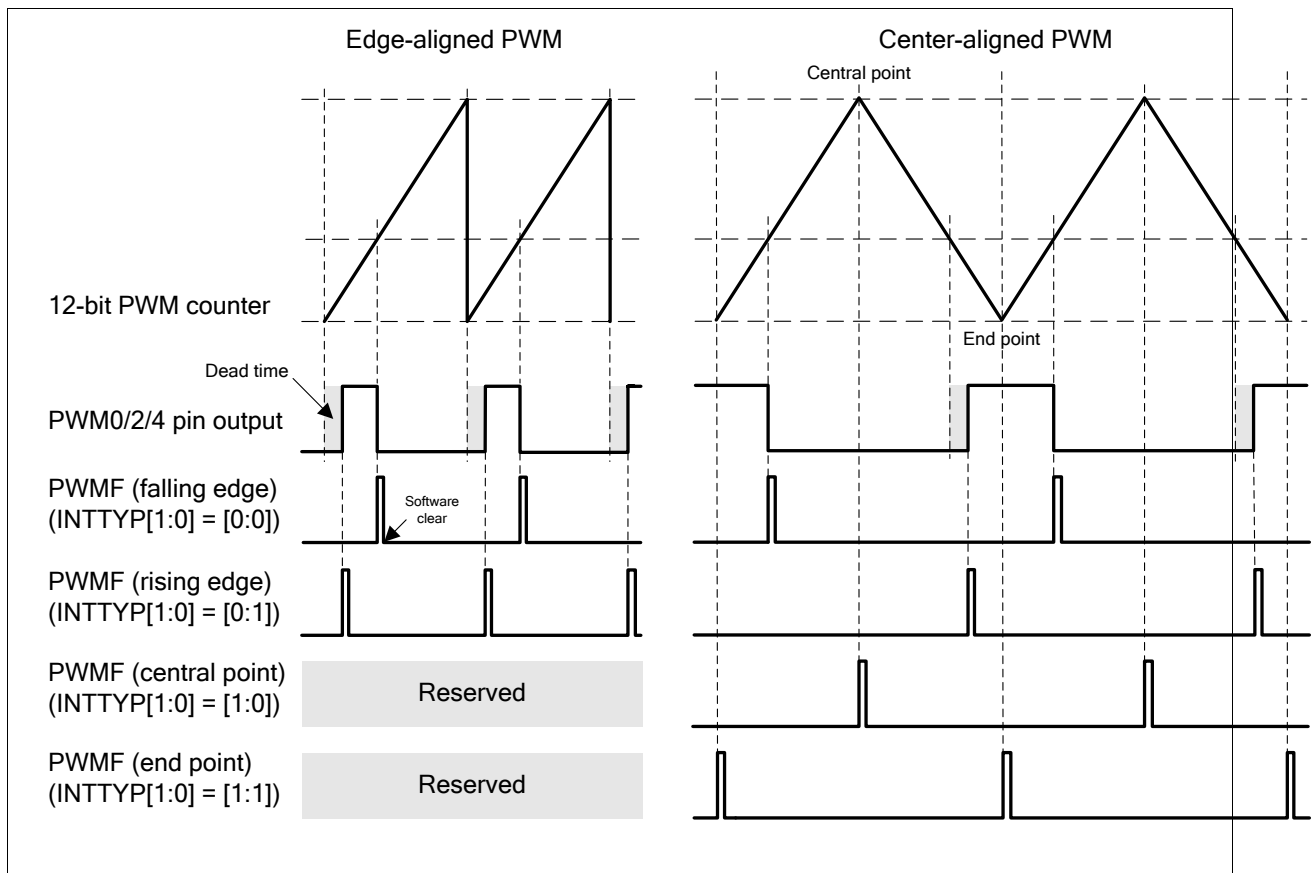 Edge-aligned PWM
Center-aligned PWM
Central point
12-bit PWM counter
End point
Dead time
PWM0/2/4 pin output
PWMF (falling edge)
(INTTYP[1:0] = [0:0])
Software
clear
PWMF (rising edge)
(INTTYP[1:0] = [0:1])
PWMF (central point)
(INTTYP[1:0] = [1:0])
Reserved
PWMF (end point)
(INTTYP[1:0] = [1:1])
Reserved